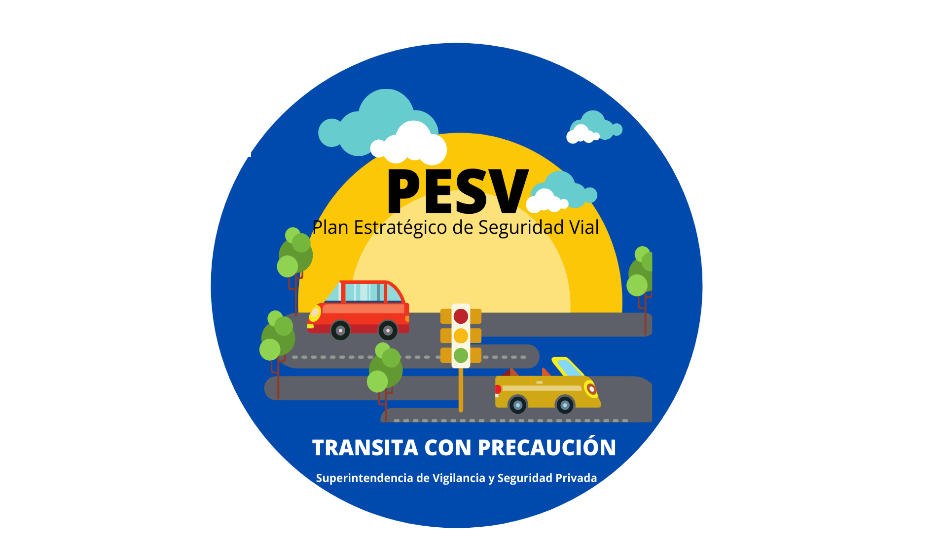 PESV
Plan Estratégico de Seguridad Vial
TRANSITA CON PRECAUCIÓN
Superintendencia de Vigilancia y Seguridad Privada